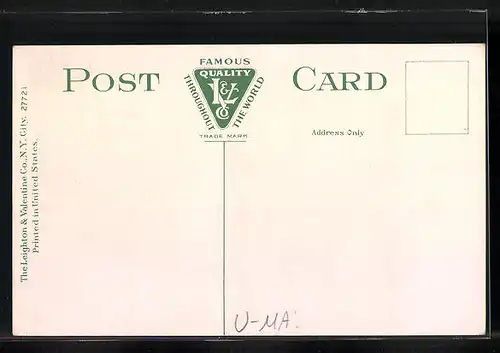 POST CARD
FAMOUS
QUALITY
THROUGHOUT
THE WORLD
L&V Co
TRADE MARK
Address Only
The Leighton & Valentine Co., N.Y. City. 27721
Printed in United States.
U-MA: